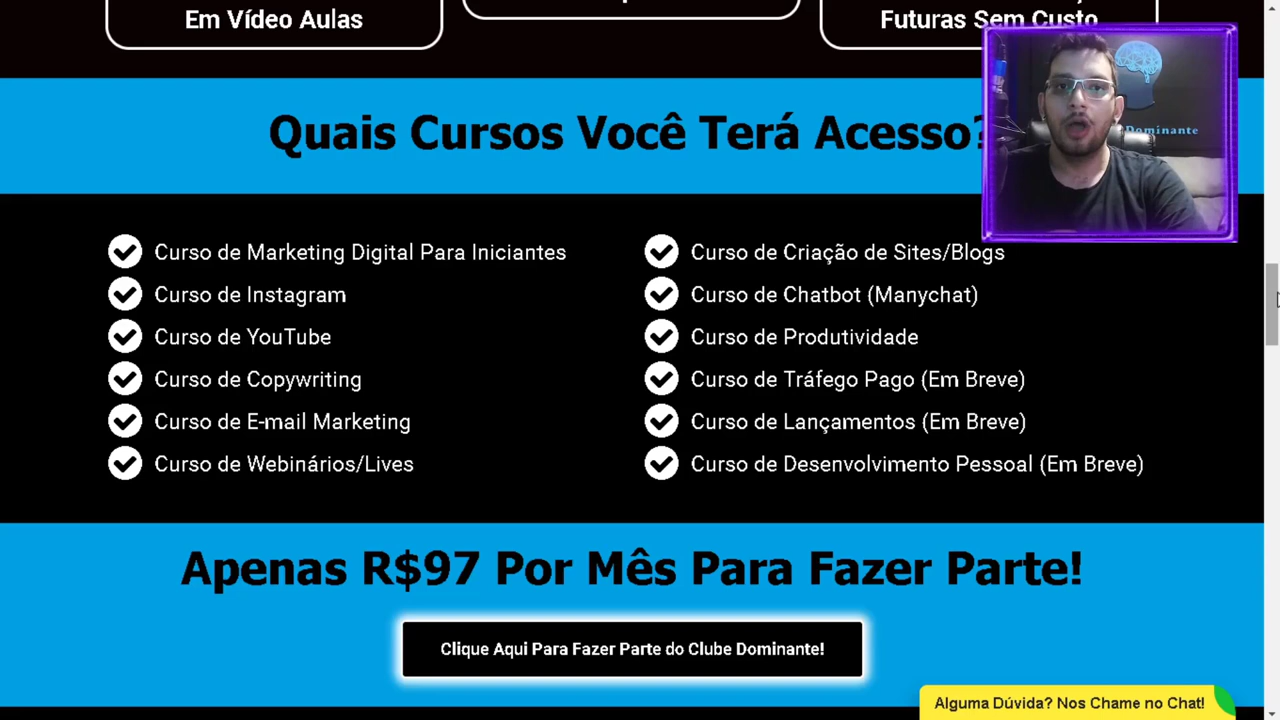 Em Vídeo Aulas
Futuras Sem Custo
Dominante
Quais Cursos Você Terá Acesso?
Curso de Marketing Digital Para Iniciantes
Curso de Instagram
Curso de YouTube
Curso de Copywriting
Curso de E-mail Marketing
Curso de Webinários/Lives
Curso de Criação de Sites/Blogs
Curso de Chatbot (Manychat)
Curso de Produtividade
Curso de Tráfego Pago (Em Breve)
Curso de Lançamentos (Em Breve)
Curso de Desenvolvimento Pessoal (Em Breve)
Apenas R$97 Por Mês Para Fazer Parte!
Clique Aqui Para Fazer Parte do Clube Dominante!
Alguma Dúvida? Nos Chame no Chat!